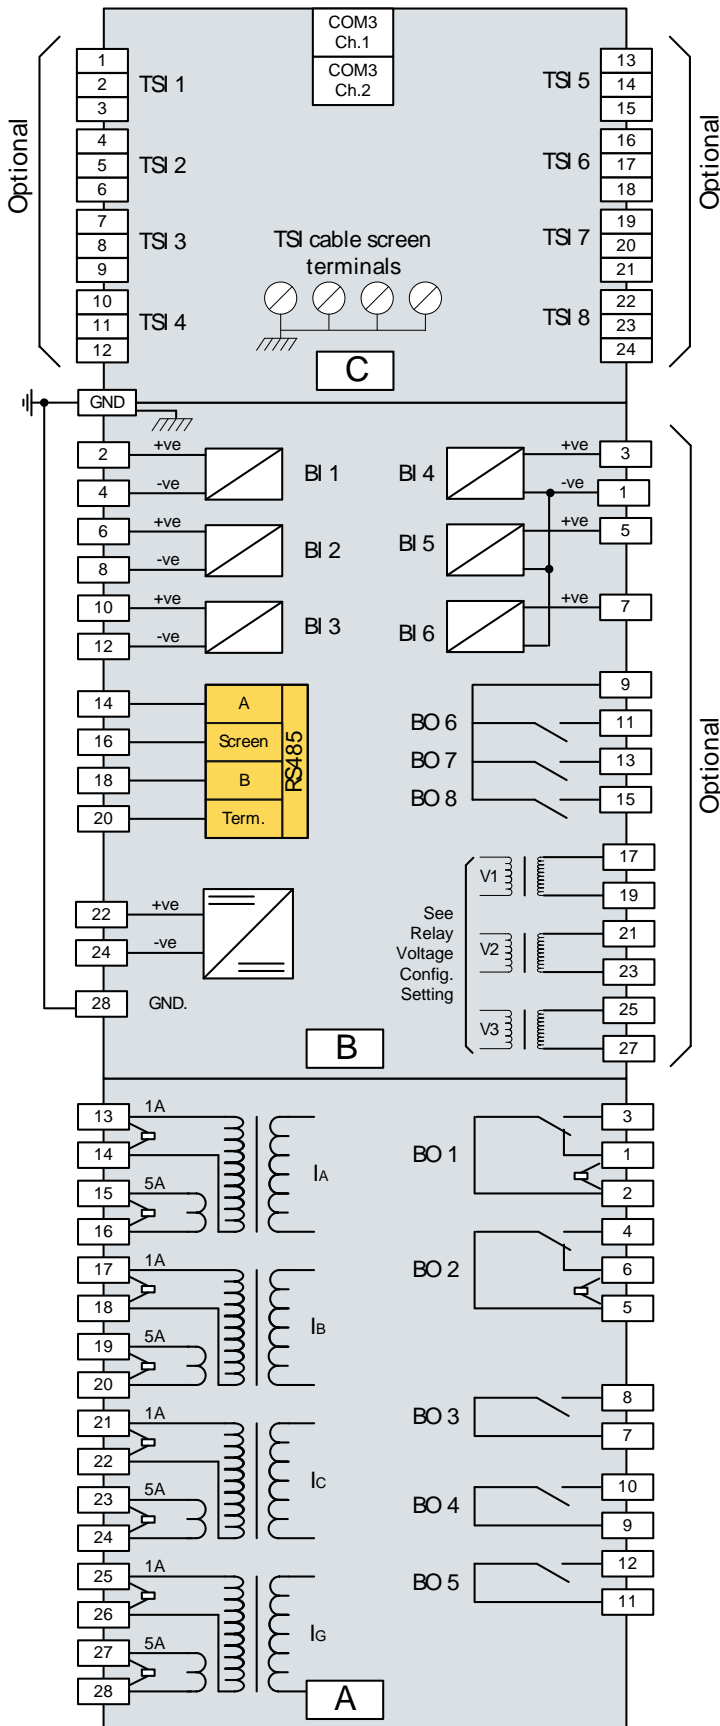 COM3
Ch.1
COM3
Ch.2
Optional
1
2
3
TSI 1
4
5
6
TSI 2
7
8
9
TSI 3
10
11
12
TSI 4
TSI cable screen
terminals
C
TSI 5
13
14
15
TSI 6
16
17
18
TSI 7
19
20
21
TSI 8
22
23
24
Optional
GND
2 +ve
4 -ve
BI 1
6 +ve
8 -ve
BI 2
10 +ve
12 -ve
BI 3
14 A
16 Screen
18 B
20 Term.
RS485
22 +ve
24 -ve
28 GND.
BI 4
+ve 3
-ve 1
BI 5
+ve 5
BI 6
+ve 7
9
BO 6 11
BO 7 13
BO 8 15
Optional
See
Relay
Voltage
Config.
Setting
V1
17
19
V2
21
23
V3
25
27
B
13 1A
14
15 5A
16
IA
17 1A
18
19 5A
20
IB
21 1A
22
23 5A
24
IC
25 1A
26
27 5A
28
IG
BO 1
3
1
2
BO 2
4
6
5
BO 3
8
7
BO 4
10
9
BO 5
12
11
A